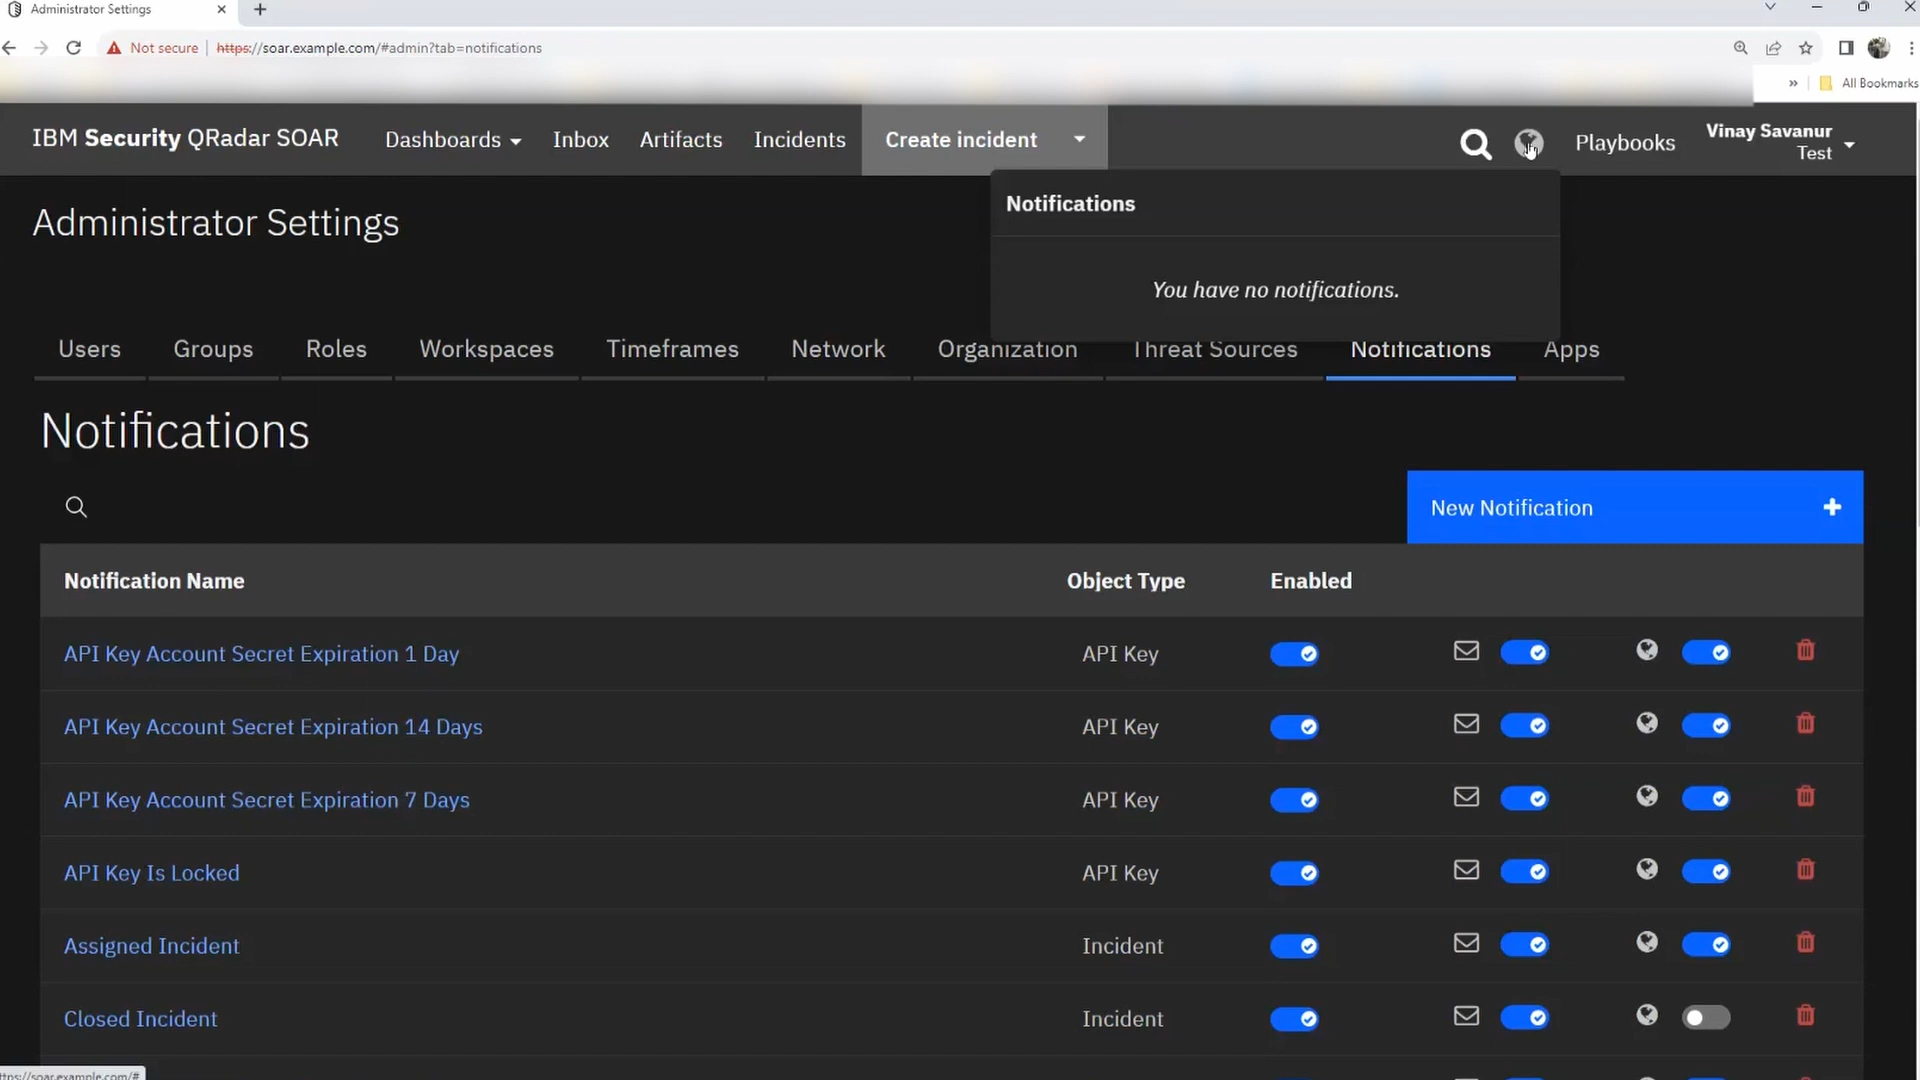 Administrator Settings
Not secure https://soar.example.com/#admin?tab=notifications
» All Bookmarks
IBM Security QRadar SOAR Dashboards Inbox Artifacts Incidents Create incident Playbooks Vinay Savanur
Test
Notifications
You have no notifications.
Administrator Settings
Users Groups Roles Workspaces Timeframes Network Organization Threat Sources Notifications Apps
Notifications
New Notification +
Notification Name Object Type Enabled
API Key Account Secret Expiration 1 Day API Key
API Key Account Secret Expiration 14 Days API Key
API Key Account Secret Expiration 7 Days API Key
API Key Is Locked API Key
Assigned Incident Incident
Closed Incident Incident
ttps://soar.example.com/#